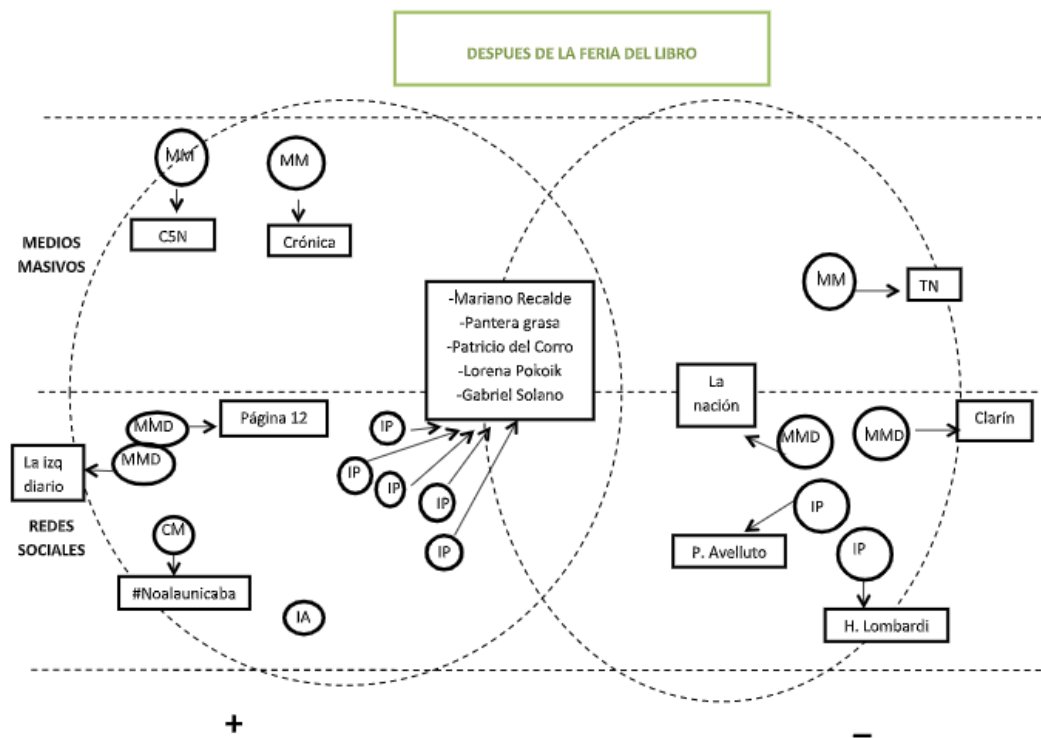 DESPUES DE LA FERIA DEL LIBRO
MM
MM
C5N
Crónica
MEDIOS
MASIVOS
MM
TN
-Mariano Recalde
-Pantera grasa
-Patricio del Corro
-Lorena Pokoik
-Gabriel Solano
La
nación
MMD
Página 12
IP
MMD
MMD
Clarín
MMD
La izq
diario
IP
IP
IP
IP
IP
IP
P. Avelluto
REDES
SOCIALES
CM
#Noalaunicaba
IA
H. Lombardi
+
–